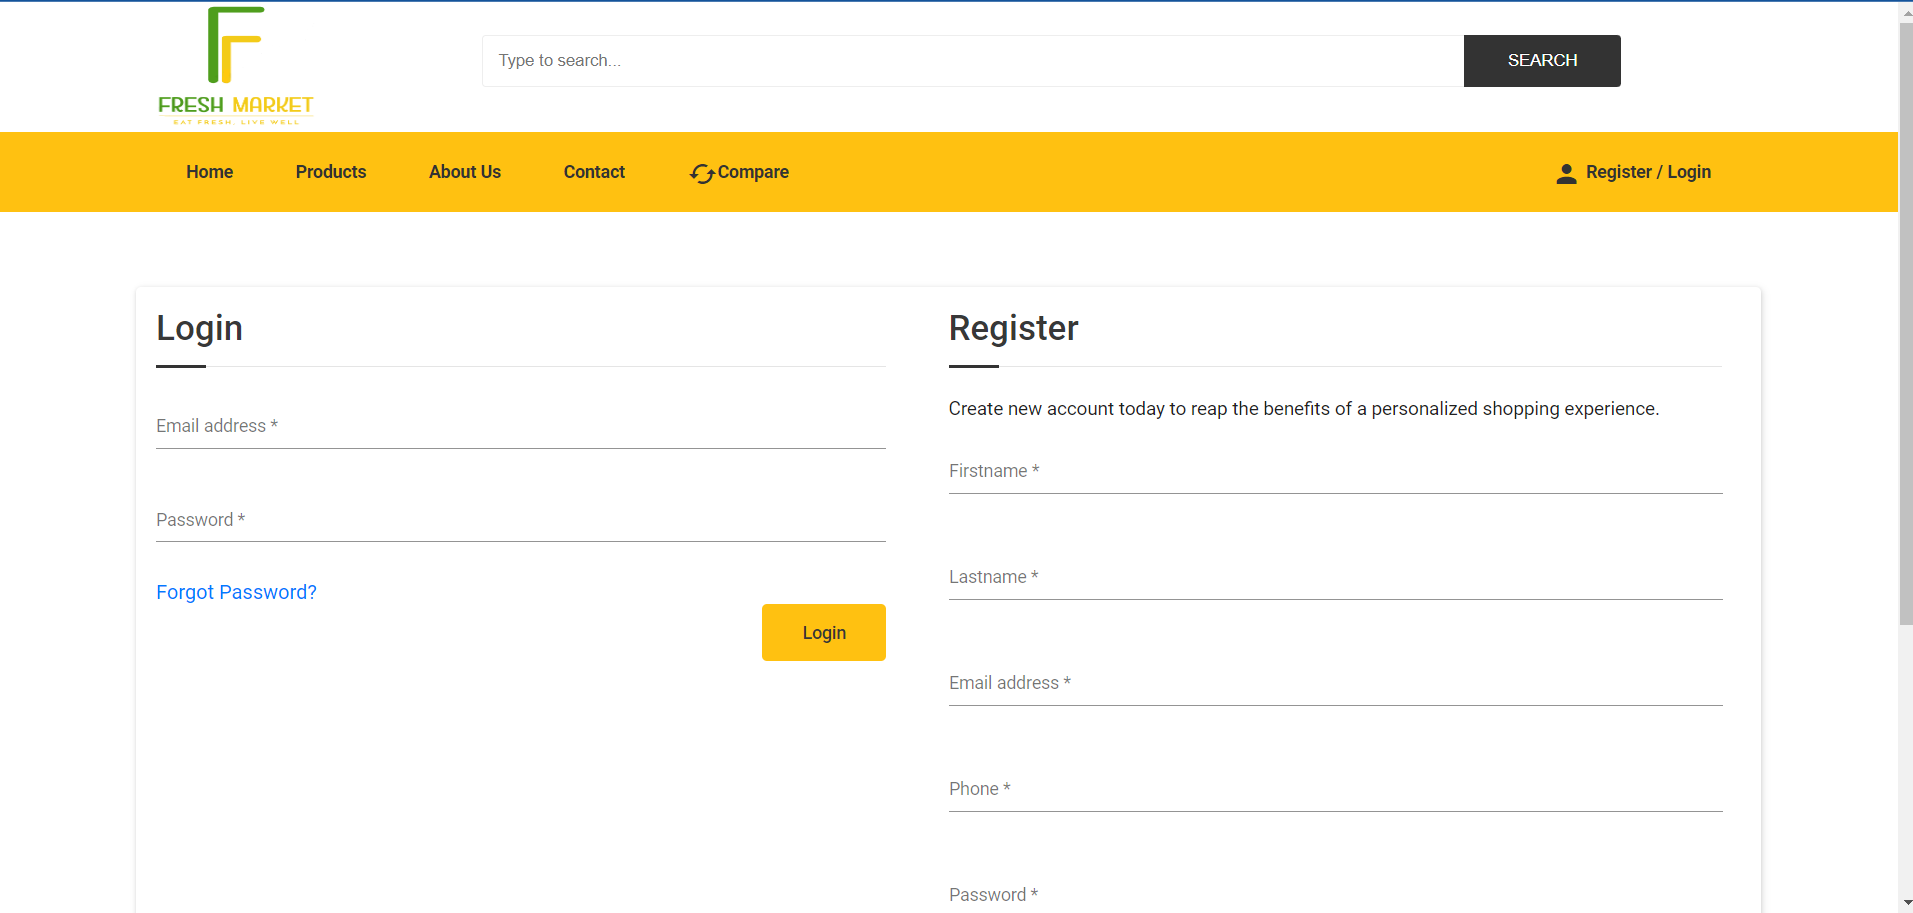 FRESH MARKET
EAT FRESH. LIVE WELL
Type to search...
SEARCH
Home
Products
About Us
Contact
Compare
Register / Login
Login
Email address *
Password *
Forgot Password?
Login
Register
Create new account today to reap the benefits of a personalized shopping experience.
Firstname *
Lastname *
Email address *
Phone *
Password *